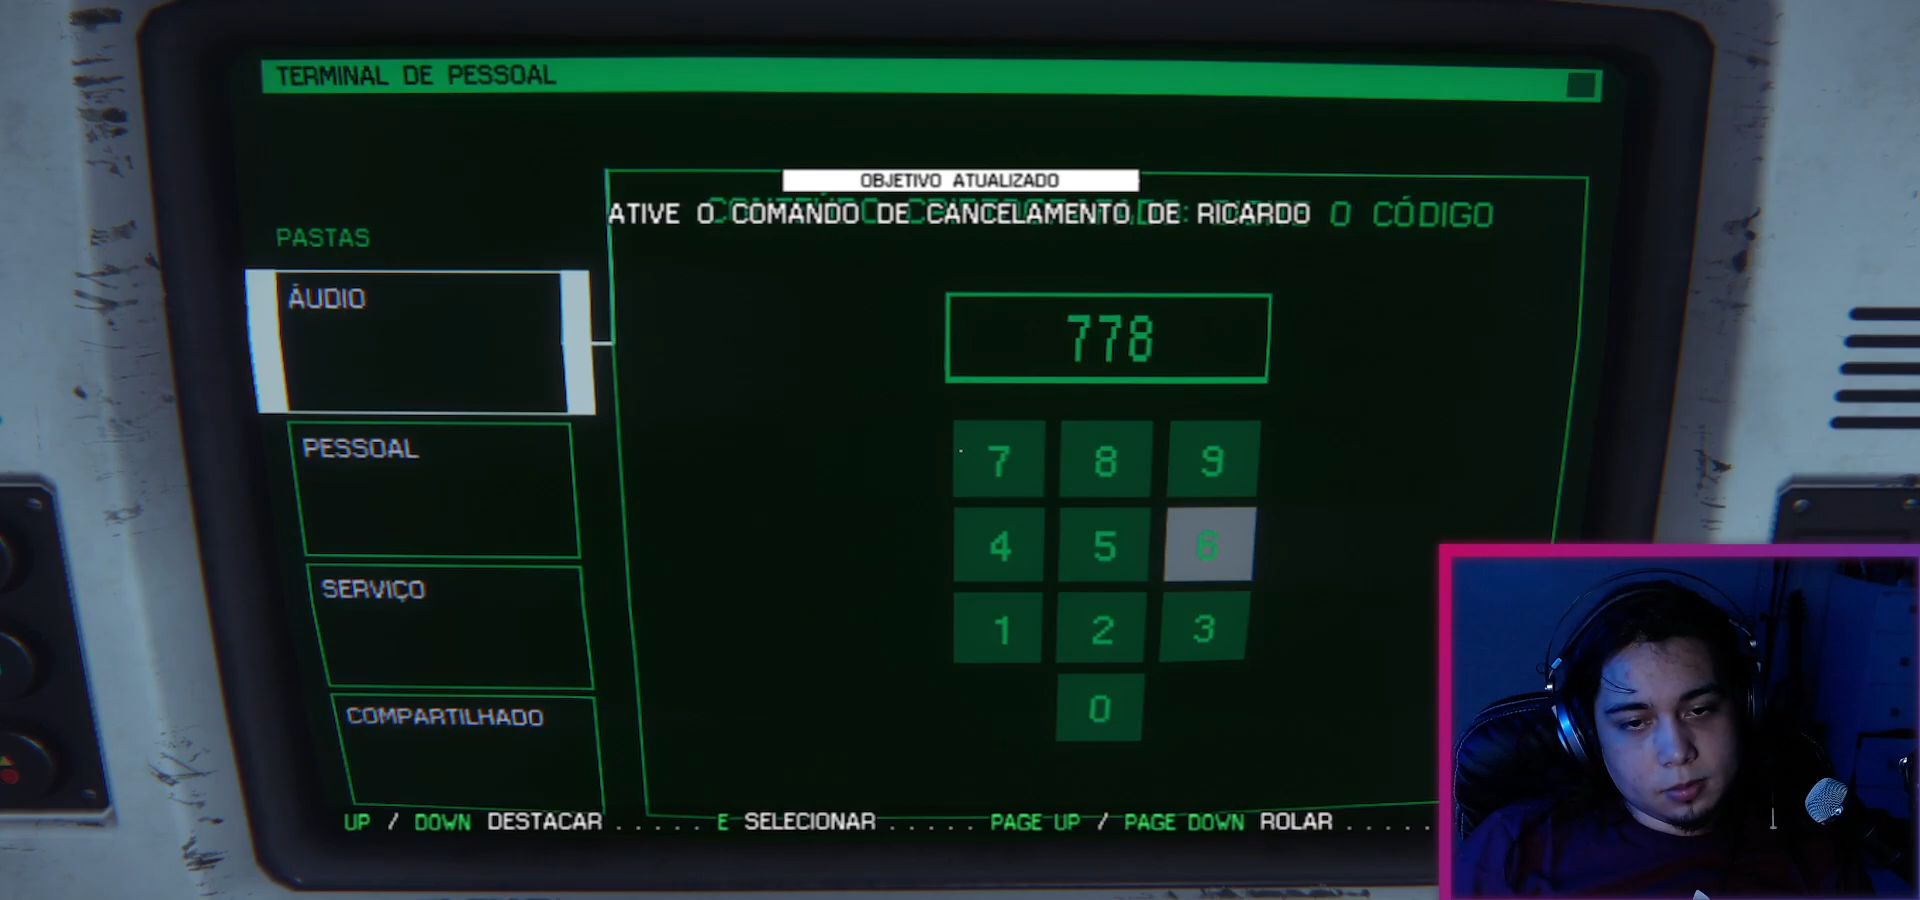 TERMINAL DE PESSOAL
OBJETIVO ATUALIZADO
ATIVE O COMANDO DE CANCELAMENTO DE RICARDO
O CÓDIGO
PASTAS
ÁUDIO
778
7 8 9
PESSOAL
4 5 6
SERVIÇO
1 2 3
COMPARTILHADO
0
UP / DOWN DESTACAR ..... E SELECIONAR ..... PAGE UP / PAGE DOWN ROLAR .....